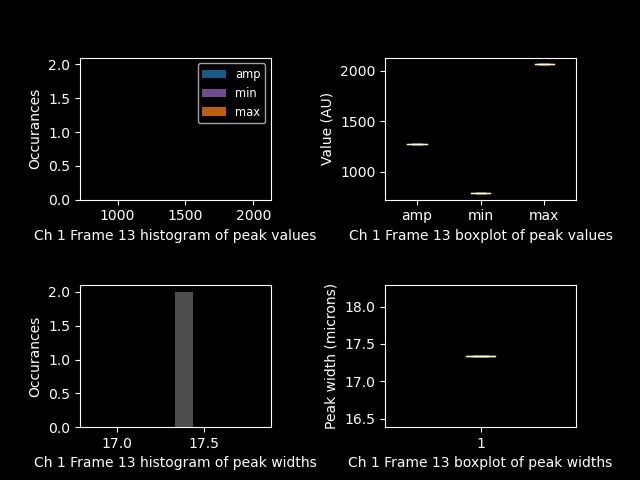 2.0
1.5
1.0
0.5
0.0
Occurances
amp
min
max
1000
1500
2000
Ch 1 Frame 13 histogram of peak values
2000
1500
1000
Value (AU)
amp
min
max
Ch 1 Frame 13 boxplot of peak values
2.0
1.5
1.0
0.5
0.0
Occurances
17.0
17.5
Ch 1 Frame 13 histogram of peak widths
18.0
17.5
17.0
16.5
Peak width (microns)
1
Ch 1 Frame 13 boxplot of peak widths